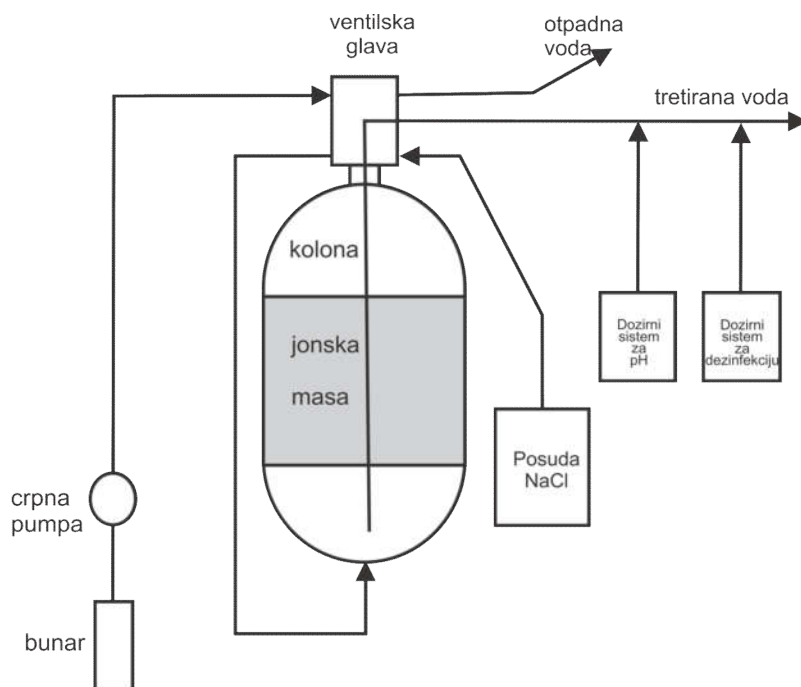 ventilska
glava
otpadna
voda
tretirana voda
kolona
jonska
masa
Dozirni
sistem
za
pH
Dozirni
sistem
za
dezinfekciju
Posuda
NaCl
crpna
pumpa
bunar